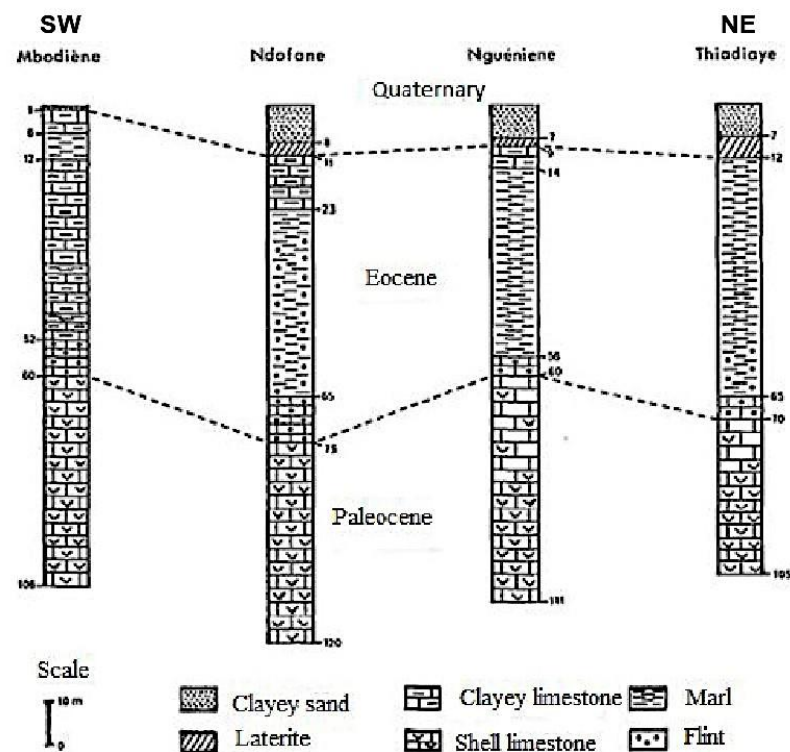 SW NE
Mbodiène Ndofane Nguéniene Thiadiaye
Quaternary
6
12
52
60
106
8
11
23
65
75
120
7
9
14
56
60
111
7
12
65
70
105
Eocene
Paleocene
Scale
10 m
0
Clayey sand
Laterite
Clayey limestone
Shell limestone
Marl
Flint